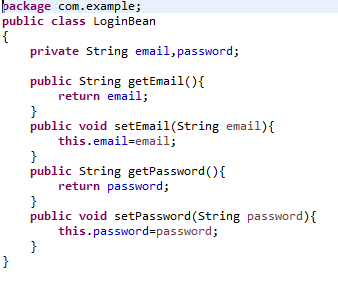 package com.example;
public class LoginBean
{
    private String email,password;

    public String getEmail(){
        return email;
    }
    public void setEmail(String email){
        this.email=email;
    }
    public String getPassword(){
        return password;
    }
    public void setPassword(String password){
        this.password=password;
    }
}